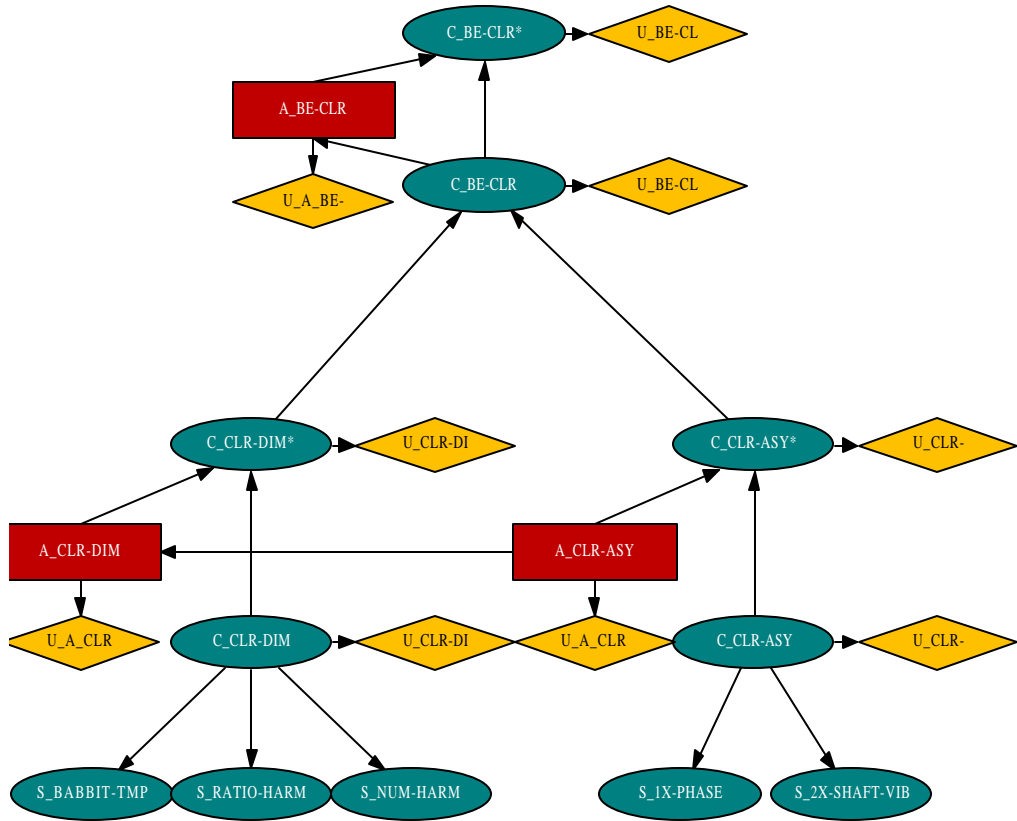 C_BE-CLR*
U_BE-CL
A_BE-CLR
C_BE-CLR
U_BE-CL
U_A_BE-
C_CLR-DIM*
U_CLR-DI
C_CLR-ASY*
U_CLR-
A_CLR-DIM
A_CLR-ASY
U_A_CLR
C_CLR-DIM
U_CLR-DI
U_A_CLR
C_CLR-ASY
U_CLR-
S_BABBIT-TMP
S_RATIO-HARM
S_NUM-HARM
S_1X-PHASE
S_2X-SHAFT-VIB